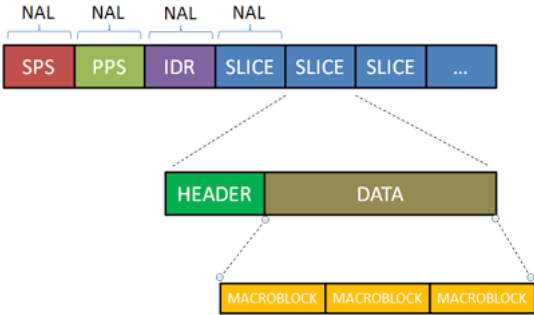 NAL NAL NAL NAL
SPS PPS IDR SLICE SLICE SLICE ...
HEADER DATA
MACROBLOCK MACROBLOCK MACROBLOCK